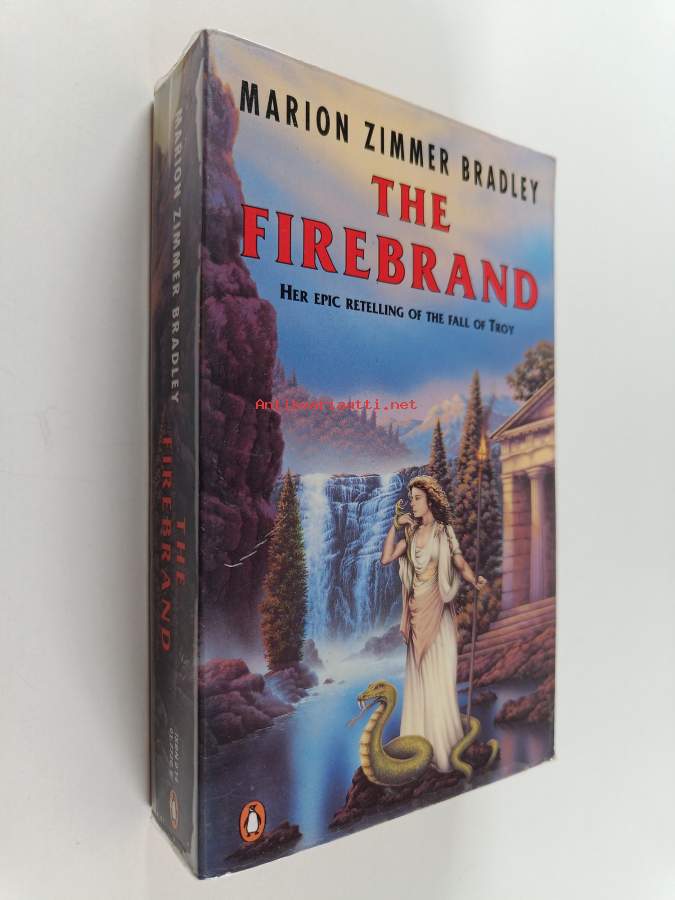 MARION ZIMMER BRADLEY
THE
FIREBRAND
HER EPIC RETELLING OF THE FALL OF TROY
Antikvariaatti.net
MARION ZIMMER BRADLEY
THE
FIREBRAND